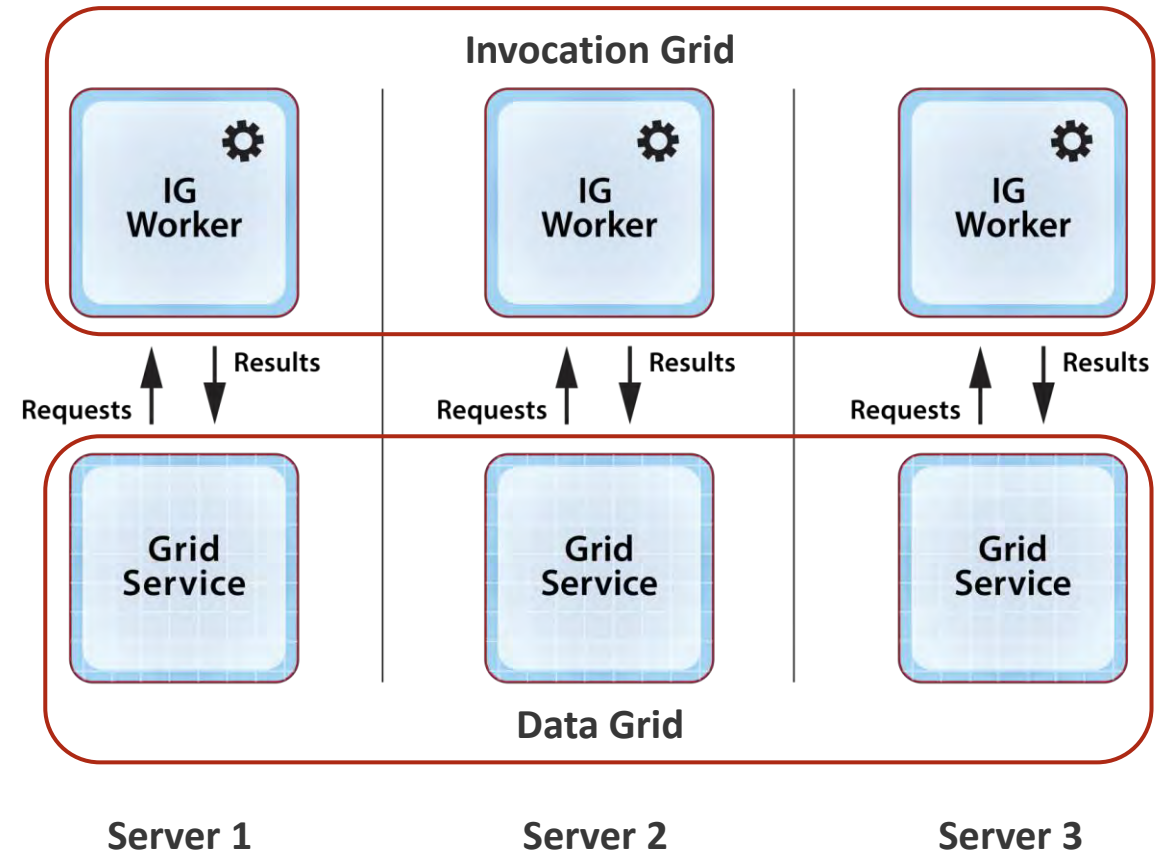 Invocation Grid
IG
Worker
IG
Worker
IG
Worker
Requests
Results
Requests
Results
Requests
Results
Grid
Service
Grid
Service
Grid
Service
Data Grid
Server 1
Server 2
Server 3